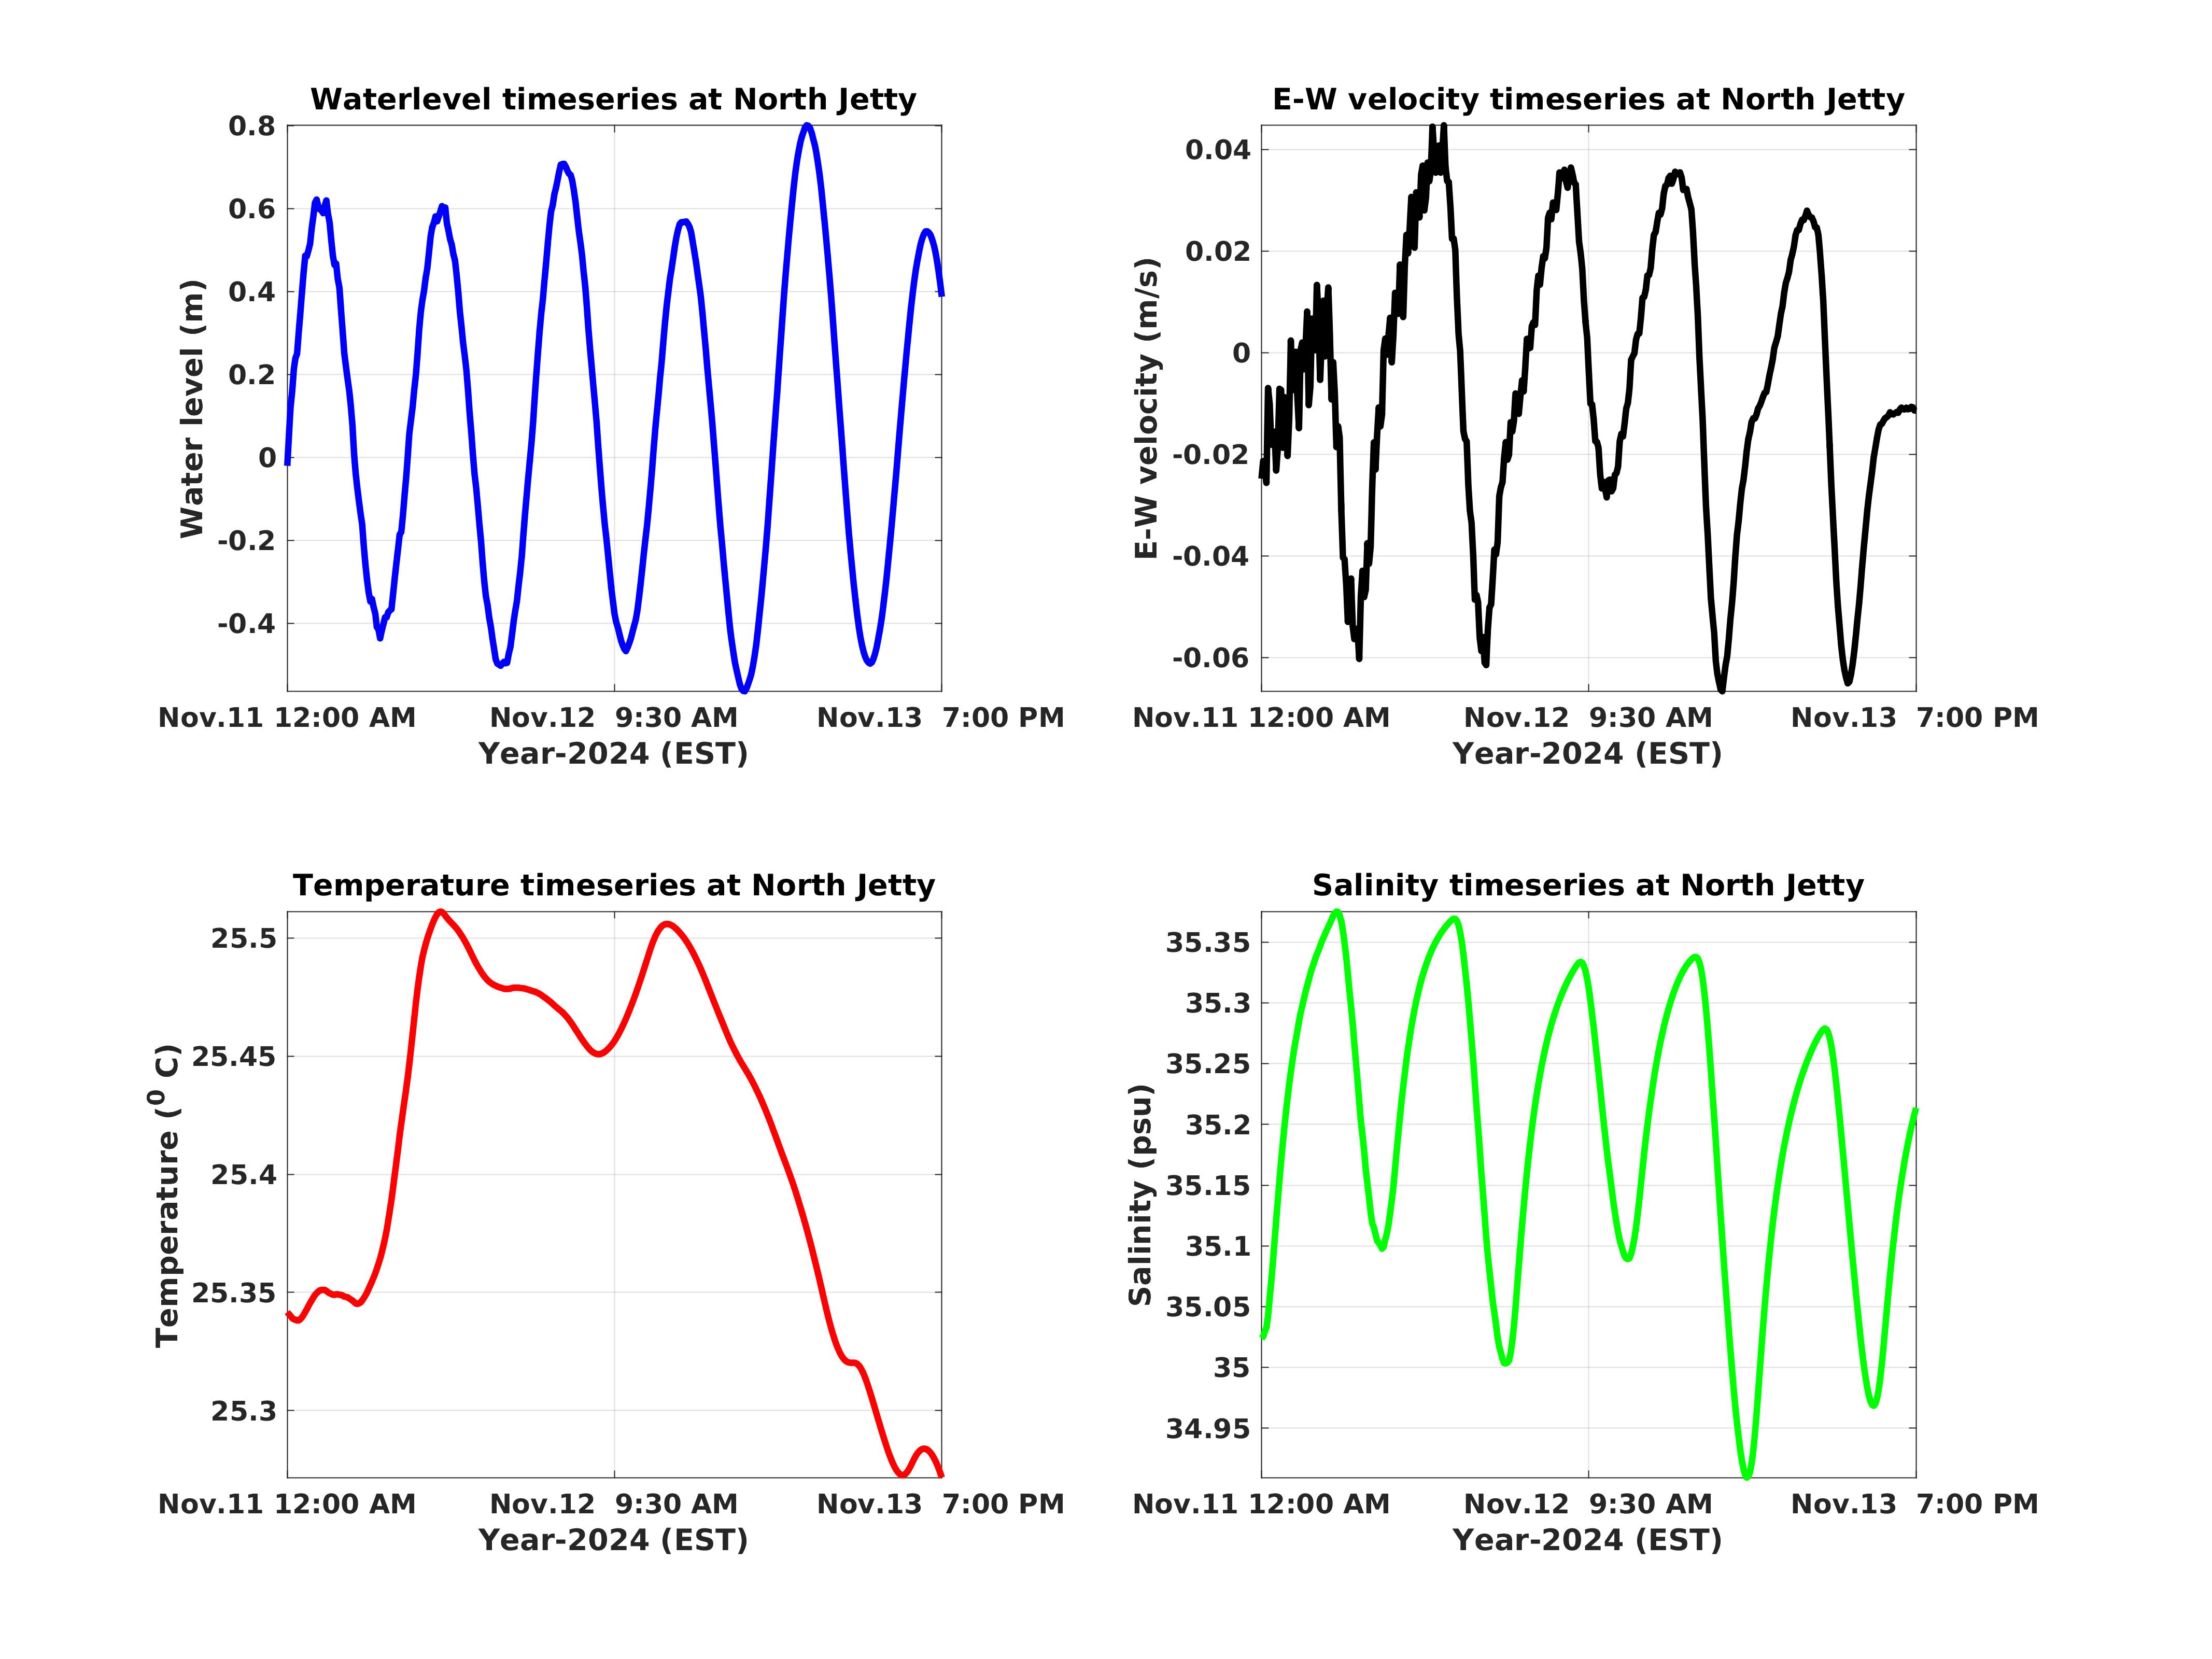 Waterlevel timeseries at North Jetty
0.8
0.6
0.4
0.2
0
-0.2
-0.4
Water level (m)
Nov.11 12:00 AM
Nov.12 9:30 AM
Nov.13 7:00 PM
Year-2024 (EST)
E-W velocity timeseries at North Jetty
0.04
0.02
0
-0.02
-0.04
-0.06
E-W velocity (m/s)
Nov.11 12:00 AM
Nov.12 9:30 AM
Nov.13 7:00 PM
Year-2024 (EST)
Temperature timeseries at North Jetty
25.5
25.45
25.4
25.35
25.3
Temperature (⁰ C)
Nov.11 12:00 AM
Nov.12 9:30 AM
Nov.13 7:00 PM
Year-2024 (EST)
Salinity timeseries at North Jetty
35.35
35.3
35.25
35.2
35.15
35.1
35.05
35
34.95
Salinity (psu)
Nov.11 12:00 AM
Nov.12 9:30 AM
Nov.13 7:00 PM
Year-2024 (EST)